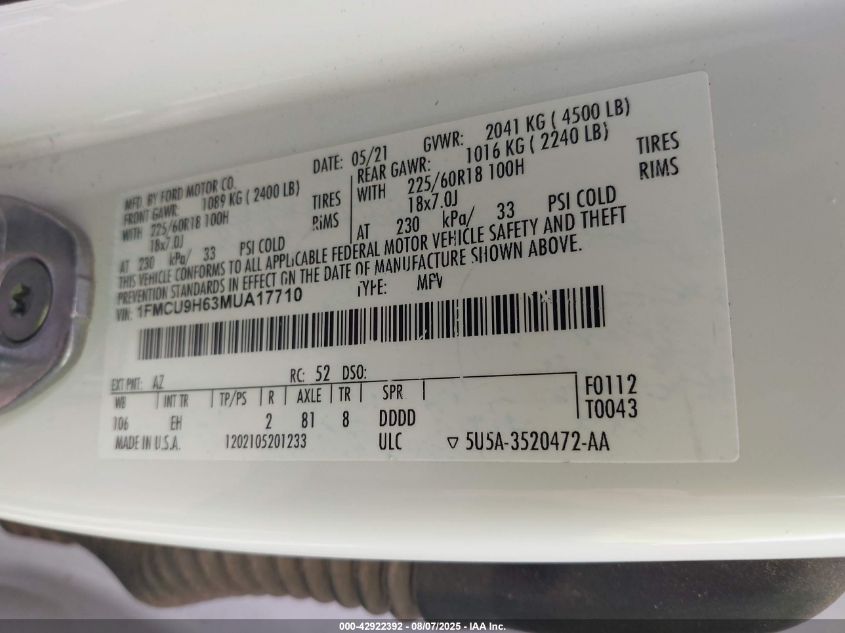 MFD. BY FORD MOTOR CO.
DATE: 05/21 GVWR: 2041 KG ( 4500 LB)
FRONT GAWR: 1089 KG ( 2400 LB)
REAR GAWR: 1016 KG ( 2240 LB)
WITH 225/60R18 100H TIRES
WITH 225/60R18 100H TIRES
18x7.0J RIMS
18x7.0J RIMS
AT 230 kPa/ 33 PSI COLD
AT 230 kPa/ 33 PSI COLD
THIS VEHICLE CONFORMS TO ALL APPLICABLE FEDERAL MOTOR VEHICLE SAFETY AND THEFT
PREVENTION STANDARDS IN EFFECT ON THE DATE OF MANUFACTURE SHOWN ABOVE.
VIN: 1FMCU9H63MUA17710 TYPE: MPV
EXT PNT: AZ RC: 52 DSO:
WB INT TR TP/PS R AXLE TR SPR F0112
106 EH 2 81 8 DDDD T0043
MADE IN U.S.A. 1202105201233 ULC ▽ 5U5A-3520472-AA
000-42922392 - 08/07/2025 - IAA Inc.